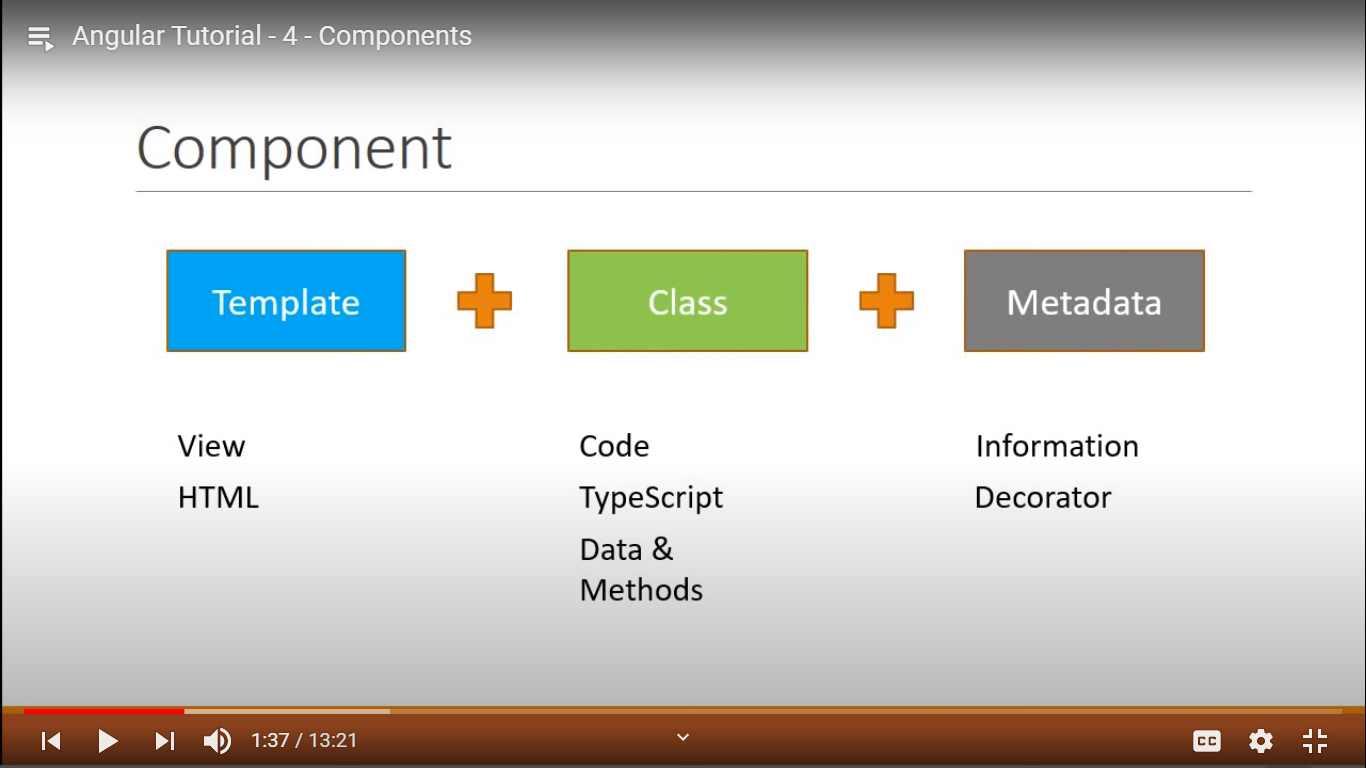 Angular Tutorial - 4 - Components
Component
Template
Class
Metadata
View
HTML
Code
TypeScript
Data &
Methods
Information
Decorator
1:37 / 13:21
CC